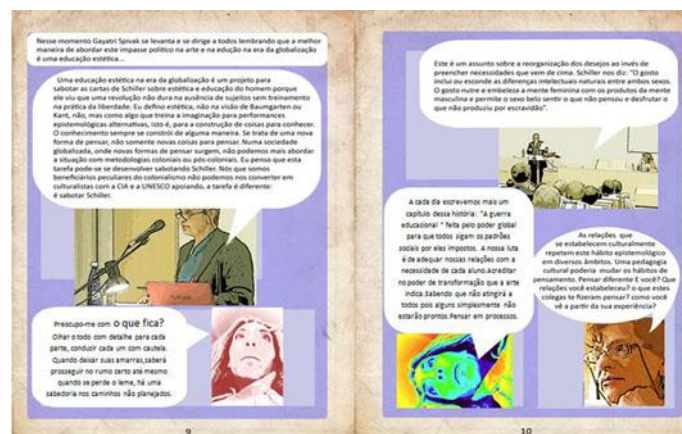 Nesse momento Gayatri Spivak se levanta e se dirige a todos lembrando que a melhor
maneira de abordar este impasse político na arte e na edução na era da globalização
é uma educação estética...
Uma educação estética na era da globalização é um projeto para
sabotar as cartas de Schiller sobre estética e educação do homem porque
ele viu que uma revolução não dura na ausência de sujeitos sem treinamento
na prática da liberdade. Eu defino estética, não na visão de Baumgarten ou
Kant, não, mas como algo que treina a imaginação para performances
epistemológicas alternativas, isto é, para a construção de coisas para conhecer.
O conhecimento sempre se constrói de alguma maneira. Se trata de uma nova
forma de pensar, não somente novas coisas para pensar. Numa sociedade
globalizada, onde novas formas de pensar surgem, não podemos mais abordar
a situação com metodologias coloniais ou pós-coloniais. Eu penso que esta
tarefa pode-se se desenvolver sabotando Schiller. Nós que somos
beneficiários peculiares do colonialismo não podemos nos converter em
culturalistas com a CIA e a UNESCO apoiando, a tarefa é diferente:
é sabotar Schiller.
Preocupo-me com o que fica?
Olhar o todo com detalhe para cada
parte, conduzir cada um com cautela.
Quando deixar suas amarras,saberá
prosseguir no rumo certo até mesmo
quando se perde o leme, há uma
sabedoria nos caminhos não planejados.
9
Este é um assunto sobre a reorganização dos desejos ao invés de
preencher necessidades que vem de cima. Schiller nos diz: "O gosto
inclui ou esconde as diferenças intelectuais naturais entre ambos sexos.
O gosto nutre e embeleza a mente feminina com os produtos da mente
masculina e permite o sexo belo sentir o que não pensou e desfrutar o
que não produziu por escravidão".
A cada dia escrevemos mais um
capítulo dessa história: "A guerra
educacional " feita pelo poder global
para que todos sigam os padrões
sociais por eles impostos. A nossa luta
é de adequar nossas relações com a
necessidade de cada aluno.Acreditar
no poder de transformação que a arte
indica.Sabendo que não atingirá a
todos pois alguns simplesmente não
estarão prontos.Pensar em processos.
As relações que
se estabelecem culturalmente
repetem este hábito epistemológico
em diversos âmbitos. Uma pedagogia
cultural poderia mudar os hábitos de
pensamento. Pensar diferente E você? Que
relações você estabeleceu? o que estes
colegas te fizeram pensar? como você
vê a partir da sua experiência?
10